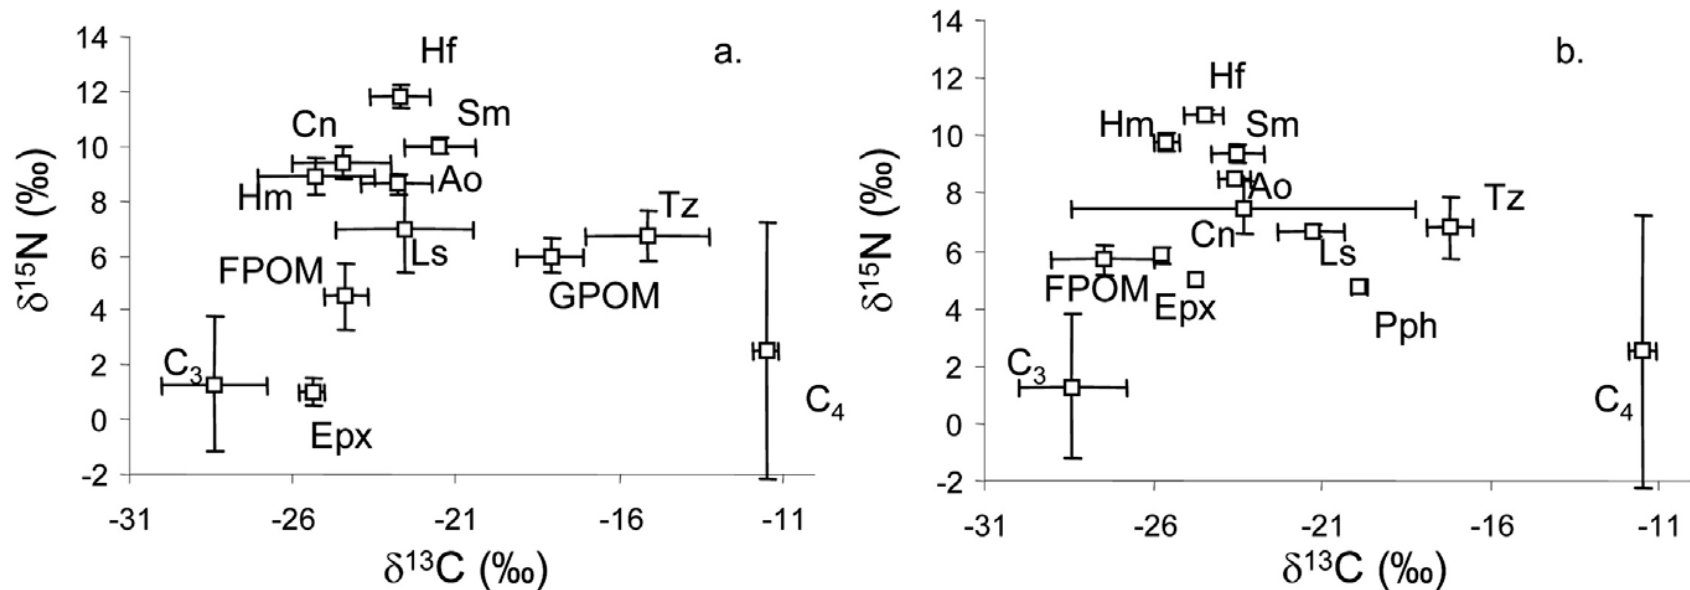 a.
14
12
10
8
6
4
2
0
-2
δ¹⁵N (‰)
Hf
Sm
Cn
Ao
Hm
Tz
Ls
FPOM
GPOM
C₃
C₄
Epx
-31 -26 -21 -16 -11
δ¹³C (‰)
b.
14
12
10
8
6
4
2
0
-2
δ¹⁵N (‰)
Hf
Hm
Sm
Ao
Tz
Cn
Ls
FPOM
Epx
Pph
C₃
C₄
-31 -26 -21 -16 -11
δ¹³C (‰)